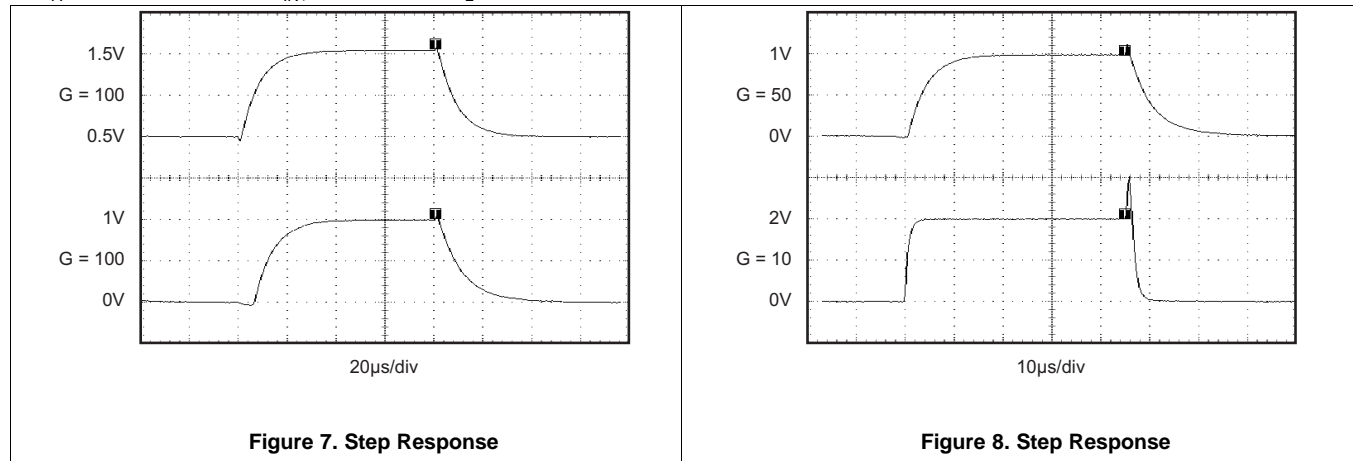 1.5V
G = 100
0.5V
1V
G = 100
0V
20µs/div
Figure 7. Step Response
1V
G = 50
0V
2V
G = 10
0V
10µs/div
Figure 8. Step Response